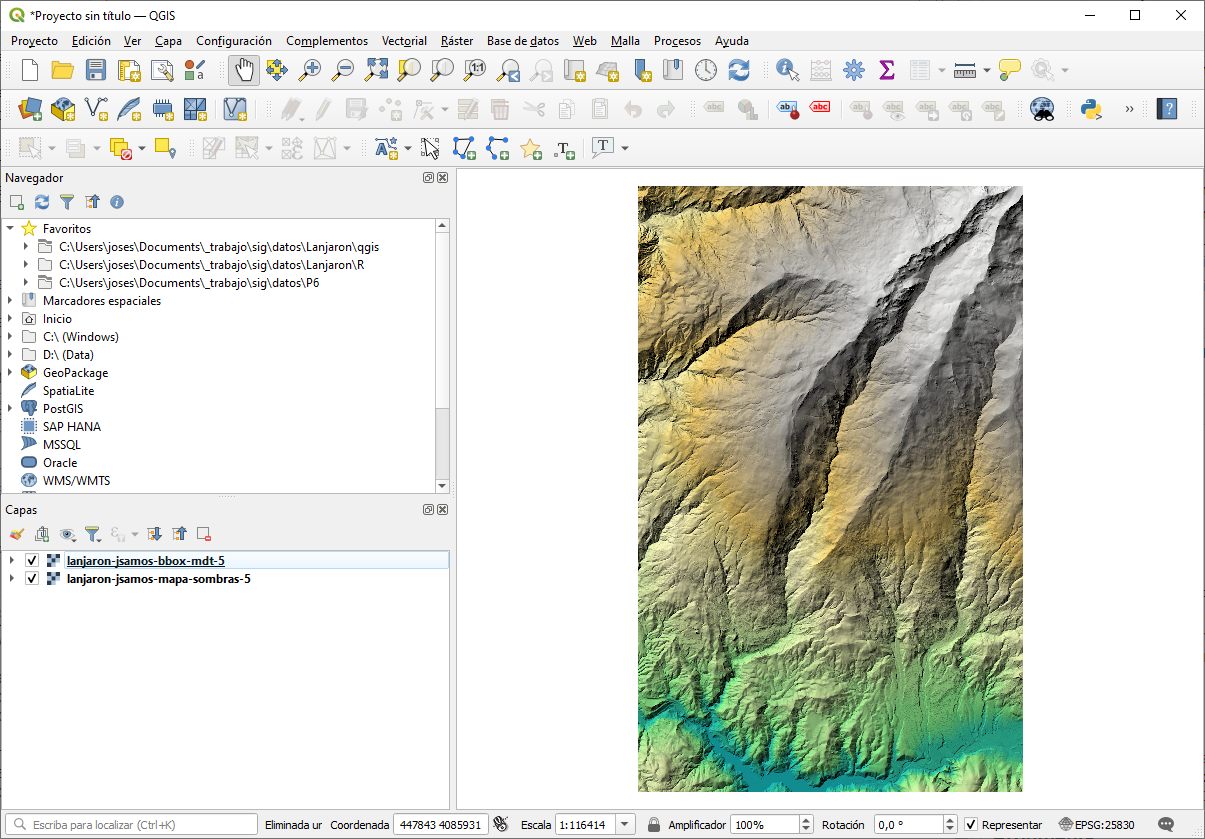 *Proyecto sin título — QGIS
Proyecto Edición Ver Capa Configuración Complementos Vectorial Ráster Base de datos Web Malla Procesos Ayuda
1:1
ab abc
T
T
Navegador
Favoritos
C:\Users\joses\Documents\_trabajo\sig\datos\Lanjaron\qgis
C:\Users\joses\Documents\_trabajo\sig\datos\Lanjaron\R
C:\Users\joses\Documents\_trabajo\sig\datos\P6
Marcadores espaciales
Inicio
C:\ (Windows)
D:\ (Data)
GeoPackage
SpatiaLite
PostGIS
SAP HANA
MSSQL
Oracle
WMS/WMTS
Capas
lanjaron-jsamos-bbox-mdt-5
lanjaron-jsamos-mapa-sombras-5
Escriba para localizar (Ctrl+K) Eliminada ur Coordenada 447843 4085931 Escala 1:116414 Amplificador 100% Rotación 0,0 ° Representar EPSG:25830